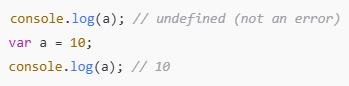 console.log(a); // undefined (not an error)
var a = 10;
console.log(a); // 10